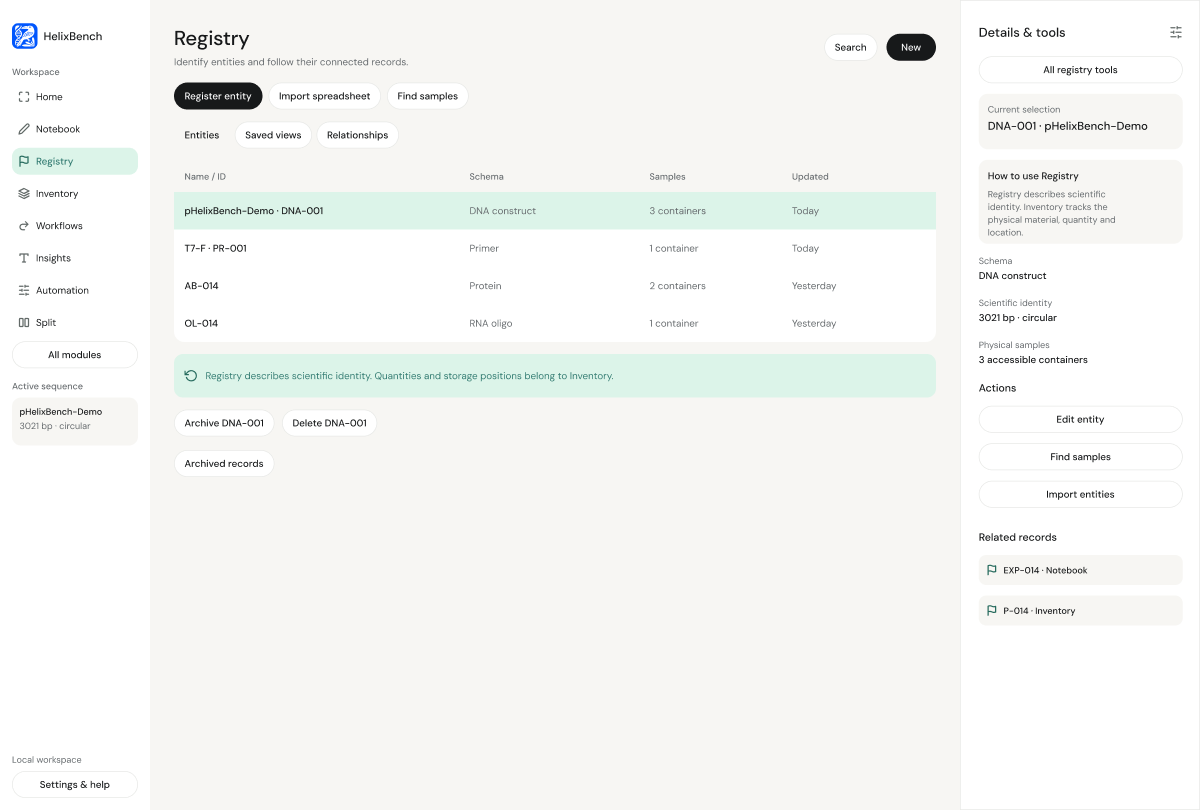 HelixBench
Workspace
Home
Notebook
Registry
Inventory
Workflows
Insights
Automation
Split
All modules
Active sequence
pHelixBench-Demo
3021 bp · circular
Local workspace
Settings & help
Registry
Identify entities and follow their connected records.
Search
New
Register entity
Import spreadsheet
Find samples
Entities
Saved views
Relationships
Name / ID Schema Samples Updated
pHelixBench-Demo · DNA-001 DNA construct 3 containers Today
T7-F · PR-001 Primer 1 container Today
AB-014 Protein 2 containers Yesterday
OL-014 RNA oligo 1 container Yesterday
Registry describes scientific identity. Quantities and storage positions belong to Inventory.
Archive DNA-001
Delete DNA-001
Archived records
Details & tools
All registry tools
Current selection
DNA-001 · pHelixBench-Demo
How to use Registry
Registry describes scientific
identity. Inventory tracks the
physical material, quantity and
location.
Schema
DNA construct
Scientific identity
3021 bp · circular
Physical samples
3 accessible containers
Actions
Edit entity
Find samples
Import entities
Related records
EXP-014 · Notebook
P-014 · Inventory